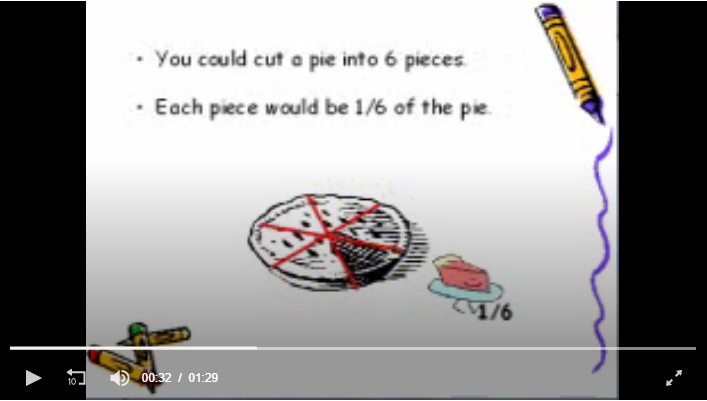 • You could cut a pie into 6 pieces.
• Each piece would be 1/6 of the pie.
1/6
10
00:32 / 01:29